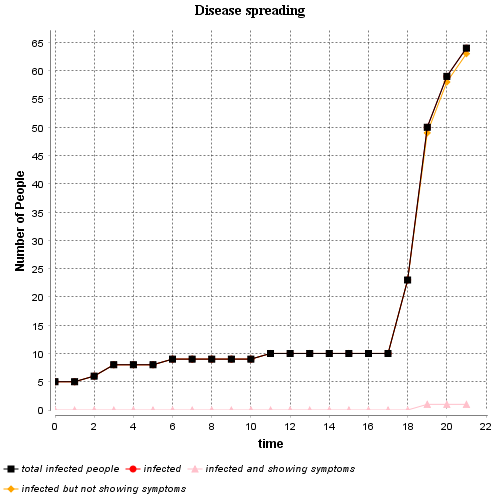 Disease spreading
Number of People
65
60
55
50
45
40
35
30
25
20
15
10
5
0
0 2 4 6 8 10 12 14 16 18 20 22
time
total infected people infected infected and showing symptoms
infected but not showing symptoms